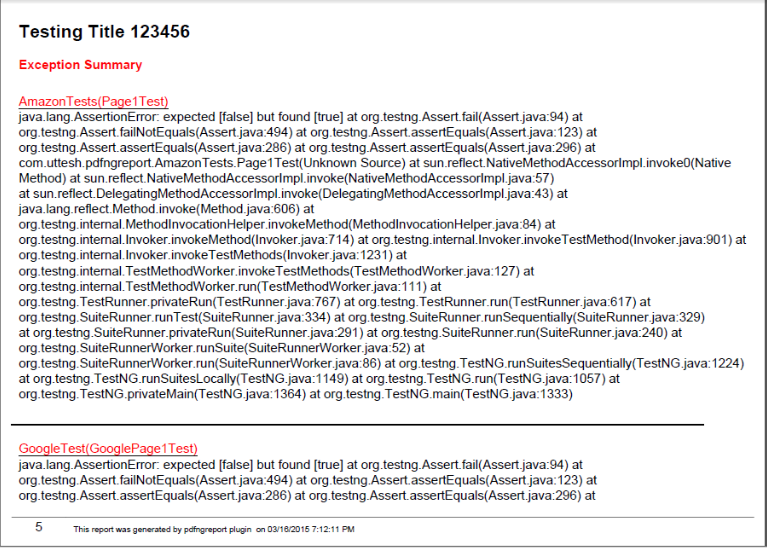 Testing Title 123456
Exception Summary
AmazonTests(Page1Test)
java.lang.AssertionError: expected [false] but found [true] at org.testng.Assert.fail(Assert.java:94) at
org.testng.Assert.failNotEquals(Assert.java:494) at org.testng.Assert.assertEquals(Assert.java:123) at
org.testng.Assert.assertEquals(Assert.java:286) at org.testng.Assert.assertEquals(Assert.java:296) at
com.uttesh.pdfngreport.AmazonTests.Page1Test(Unknown Source) at sun.reflect.NativeMethodAccessorImpl.invoke0(Native
Method) at sun.reflect.NativeMethodAccessorImpl.invoke(NativeMethodAccessorImpl.java:57)
at sun.reflect.DelegatingMethodAccessorImpl.invoke(DelegatingMethodAccessorImpl.java:43) at
java.lang.reflect.Method.invoke(Method.java:606) at
org.testng.internal.MethodInvocationHelper.invokeMethod(MethodInvocationHelper.java:84) at
org.testng.internal.Invoker.invokeMethod(Invoker.java:714) at org.testng.internal.Invoker.invokeTestMethod(Invoker.java:901) at
org.testng.internal.Invoker.invokeTestMethods(Invoker.java:1231) at
org.testng.internal.TestMethodWorker.invokeTestMethods(TestMethodWorker.java:127) at
org.testng.internal.TestMethodWorker.run(TestMethodWorker.java:111) at
org.testng.TestRunner.privateRun(TestRunner.java:767) at org.testng.TestRunner.run(TestRunner.java:617) at
org.testng.SuiteRunner.runTest(SuiteRunner.java:334) at org.testng.SuiteRunner.runSequentially(SuiteRunner.java:329)
at org.testng.SuiteRunner.privateRun(SuiteRunner.java:291) at org.testng.SuiteRunner.run(SuiteRunner.java:240) at
org.testng.SuiteRunnerWorker.runSuite(SuiteRunnerWorker.java:52) at
org.testng.SuiteRunnerWorker.run(SuiteRunnerWorker.java:86) at org.testng.TestNG.runSuitesSequentially(TestNG.java:1224)
at org.testng.TestNG.runSuitesLocally(TestNG.java:1149) at org.testng.TestNG.run(TestNG.java:1057) at
org.testng.TestNG.privateMain(TestNG.java:1364) at org.testng.TestNG.main(TestNG.java:1333)
GoogleTest(GooglePage1Test)
java.lang.AssertionError: expected [false] but found [true] at org.testng.Assert.fail(Assert.java:94) at
org.testng.Assert.failNotEquals(Assert.java:494) at org.testng.Assert.assertEquals(Assert.java:123) at
org.testng.Assert.assertEquals(Assert.java:286) at org.testng.Assert.assertEquals(Assert.java:296) at
5 This report was generated by pdfngreport plugin on 03/16/2015 7:12:11 PM